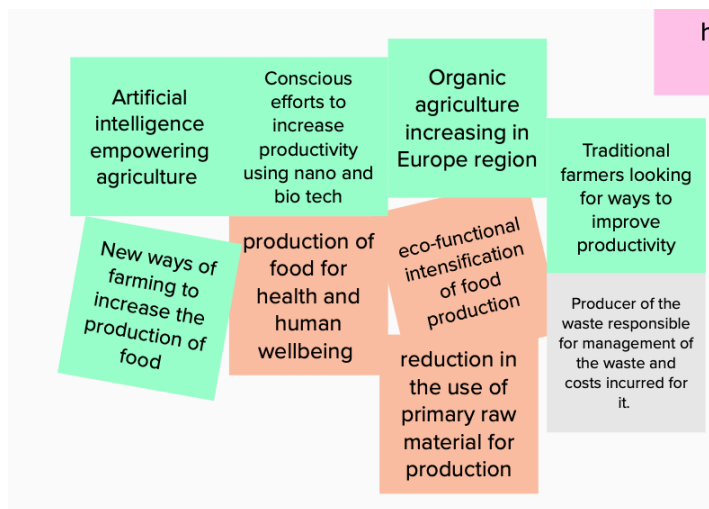 Artificial
intelligence
empowering
agriculture
Conscious
efforts to
increase
productivity
using nano and
bio tech
Organic
agriculture
increasing in
Europe region
Traditional
farmers looking
for ways to
improve
productivity
New ways of
farming to
increase the
production of
food
production of
food for
health and
human
wellbeing
eco-functional
intensification
of food
production
reduction in
the use of
primary raw
material for
production
Producer of the
waste responsible
for management of
the waste and
costs incurred for
it.